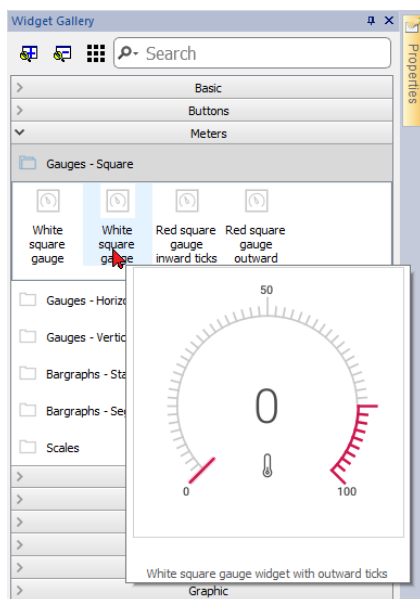 Widget Gallery
Search
Properties
Basic
Buttons
Meters
Gauges - Square
White square gauge
White square gauge
Red square gauge inward ticks
Red square gauge outward
Gauges - Horizo
Gauges - Vertic
Bargraphs - Sta
Bargraphs - Se
Scales
50
0
0
100
White square gauge widget with outward ticks
Graphic